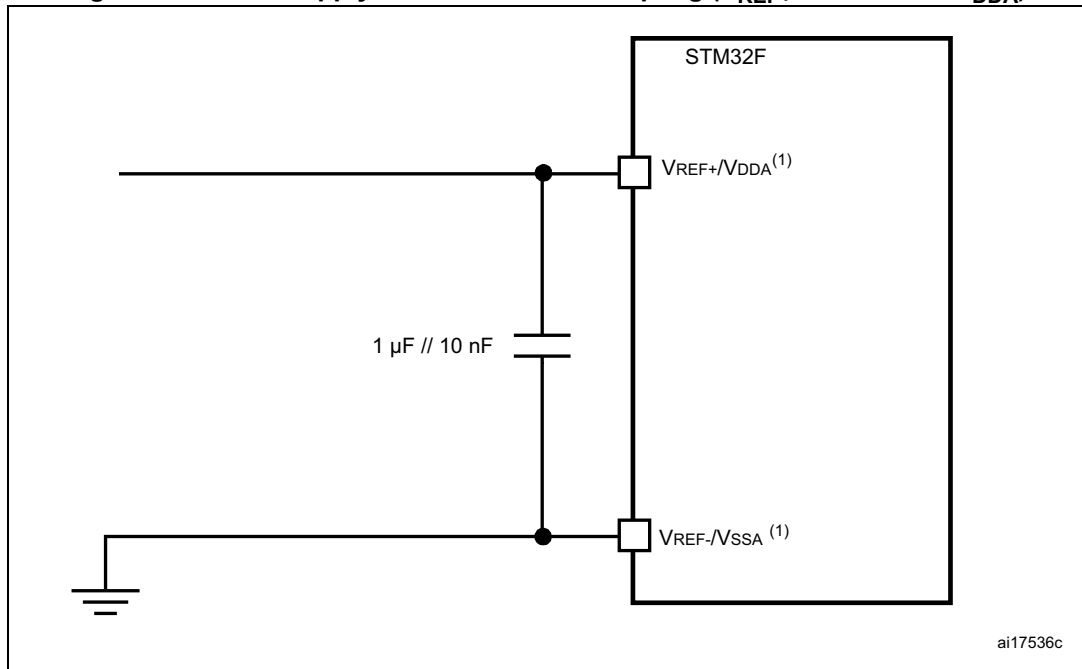 STM32F
VREF+/VDDA(1)
1 µF // 10 nF
VREF-/VSSA (1)
ai17536c